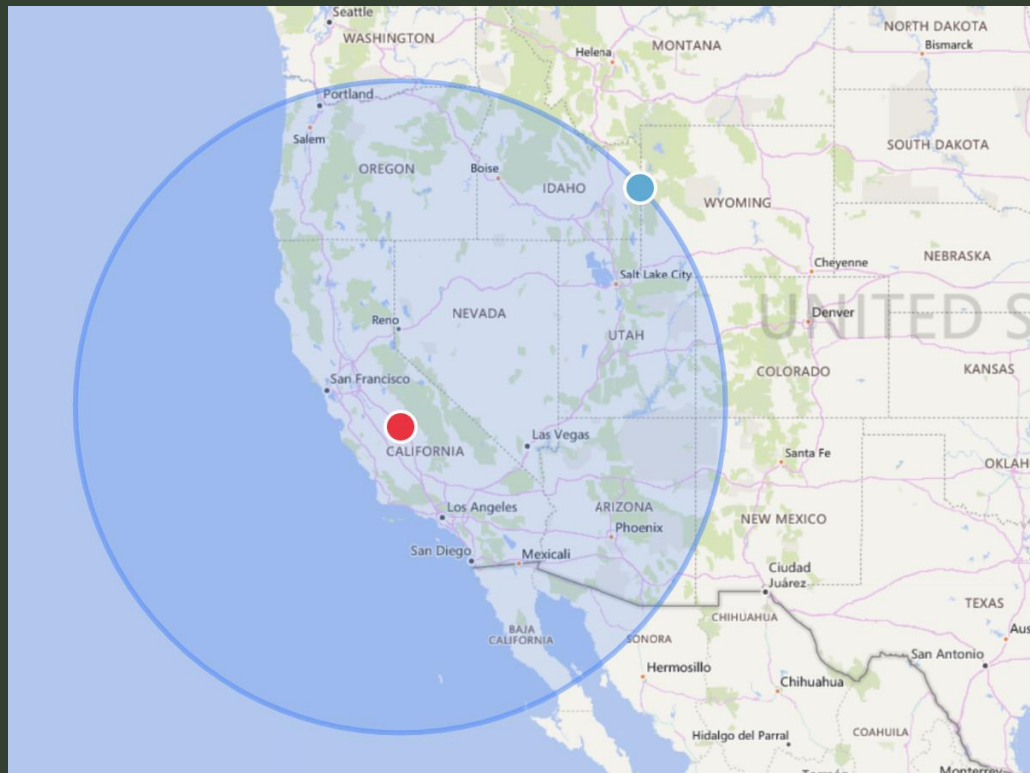 Seattle
WASHINGTON
Helena
MONTANA
NORTH DAKOTA
Bismarck
Portland
Salem
OREGON
Boise
IDAHO
SOUTH DAKOTA
WYOMING
Cheyenne
NEBRASKA
Salt Lake City
UNITED S
Reno
NEVADA
UTAH
Denver
COLORADO
KANSAS
San Francisco
CALIFORNIA
Las Vegas
Santa Fe
OKLAH
Los Angeles
ARIZONA
Phoenix
NEW MEXICO
San Diego
Mexicali
Ciudad
Juárez
TEXAS
CHIHUAHUA
BAJA
CALIFORNIA
SONORA
Aus
San Antonio
Hermosillo
Chihuahua
Hidalgo del Parral
COAHUILA
Monterrey